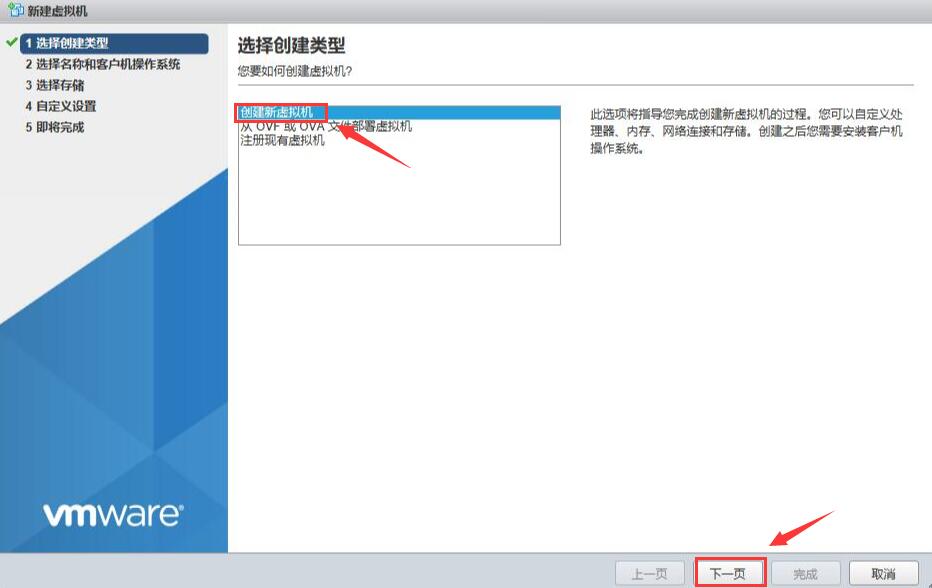 新建虚拟机
1 选择创建类型
2 选择名称和客户机操作系统
3 选择存储
4 自定义设置
5 即将完成
选择创建类型
您要如何创建虚拟机?
创建新虚拟机
从 OVF 或 OVA 文件部署虚拟机
注册现有虚拟机
此选项将指导您完成创建新虚拟机的过程。您可以自定义处
理器、内存、网络连接和存储。创建之后您需要安装客户机
操作系统。
vmware®
上一页
下一页
完成
取消